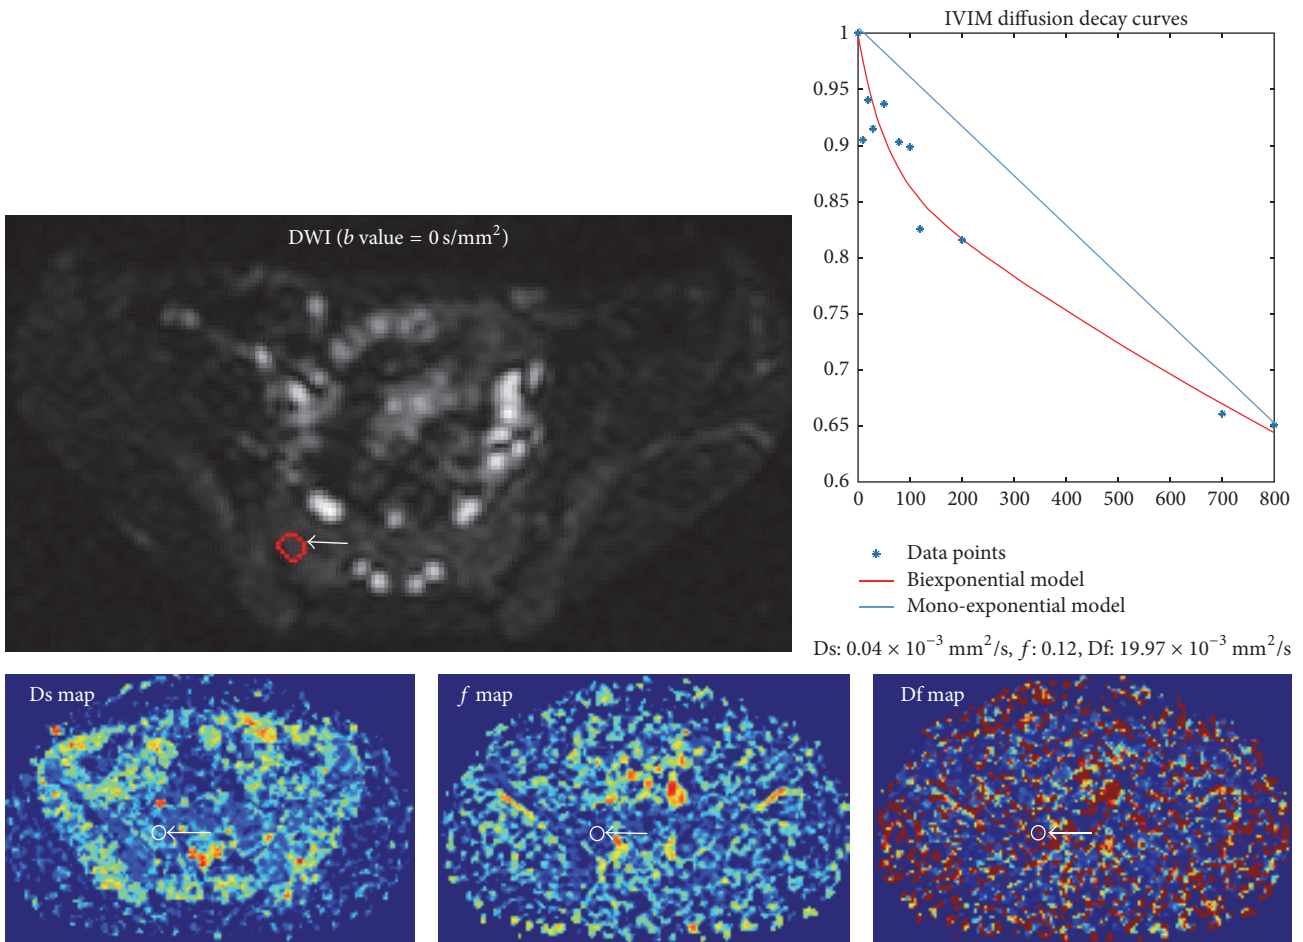 IVIM diffusion decay curves
1
0.95
0.9
0.85
0.8
0.75
0.7
0.65
0.6
0 100 200 300 400 500 600 700 800
Data points
Biexponential model
Mono-exponential model
Ds: 0.04 × 10⁻³ mm²/s, f: 0.12, Df: 19.97 × 10⁻³ mm²/s
DWI (b value = 0 s/mm²)
Ds map
f map
Df map